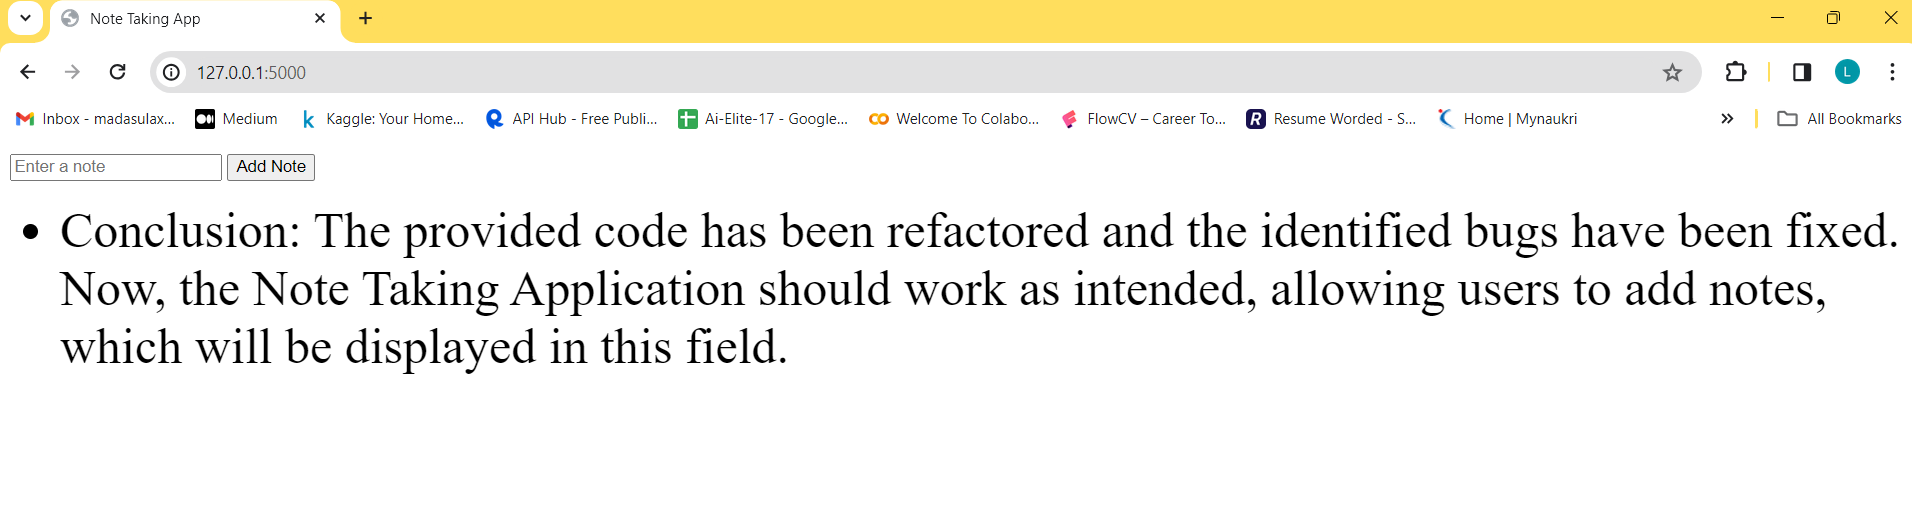 Note Taking App
127.0.0.1:5000
Inbox - madasulax... Medium Kaggle: Your Home... API Hub - Free Publi... Ai-Elite-17 - Google... Welcome To Colabo... FlowCV – Career To... Resume Worded - S... Home | Mynaukri All Bookmarks
Enter a note Add Note
Conclusion: The provided code has been refactored and the identified bugs have been fixed.
Now, the Note Taking Application should work as intended, allowing users to add notes,
which will be displayed in this field.